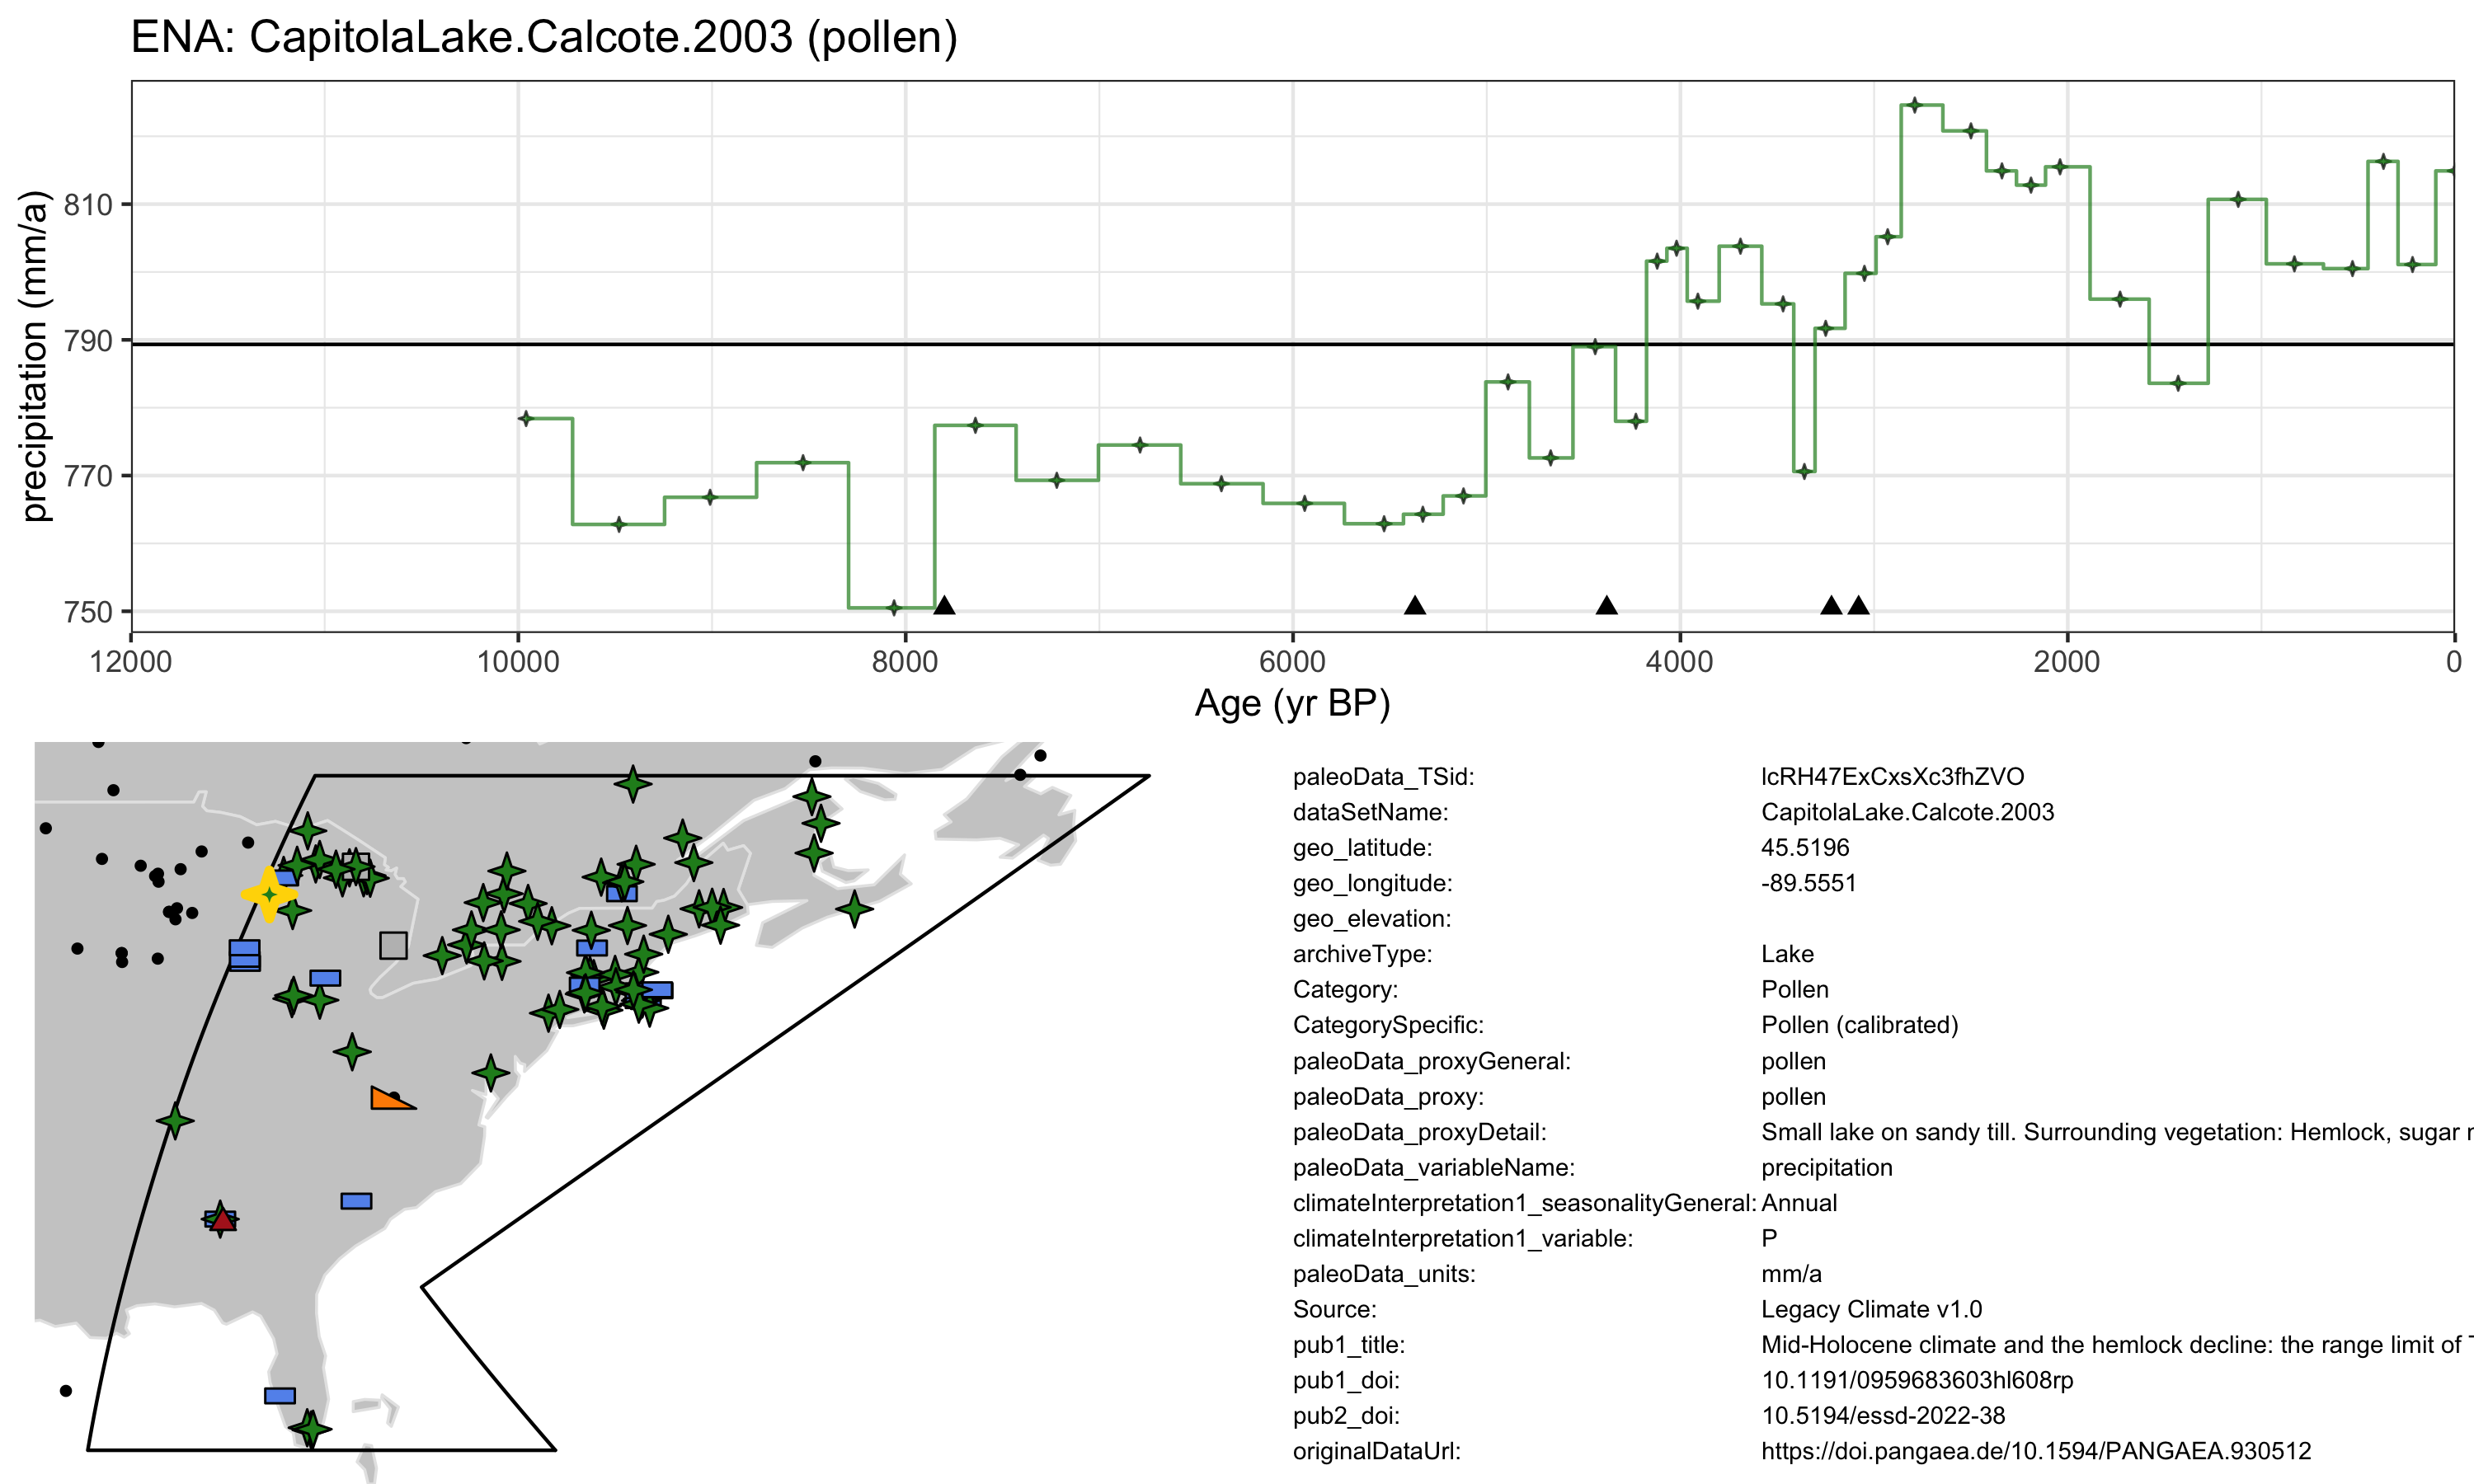 ENA: CapitolaLake.Calcote.2003 (pollen)
precipitation (mm/a)
810
790
770
750
12000 10000 8000 6000 4000 2000 0
Age (yr BP)
paleoData_TSid: lcRH47ExCxsXc3fhZVO
dataSetName: CapitolaLake.Calcote.2003
geo_latitude: 45.5196
geo_longitude: -89.5551
geo_elevation:
archiveType: Lake
Category: Pollen
CategorySpecific: Pollen (calibrated)
paleoData_proxyGeneral: pollen
paleoData_proxy: pollen
paleoData_proxyDetail: Small lake on sandy till. Surrounding vegetation: Hemlock, sugar
paleoData_variableName: precipitation
climateInterpretation1_seasonalityGeneral: Annual
climateInterpretation1_variable: P
paleoData_units: mm/a
Source: Legacy Climate v1.0
pub1_title: Mid-Holocene climate and the hemlock decline: the range limit of
pub1_doi: 10.1191/0959683603hl608rp
pub2_doi: 10.5194/essd-2022-38
originalDataUrl: https://doi.pangaea.de/10.1594/PANGAEA.930512